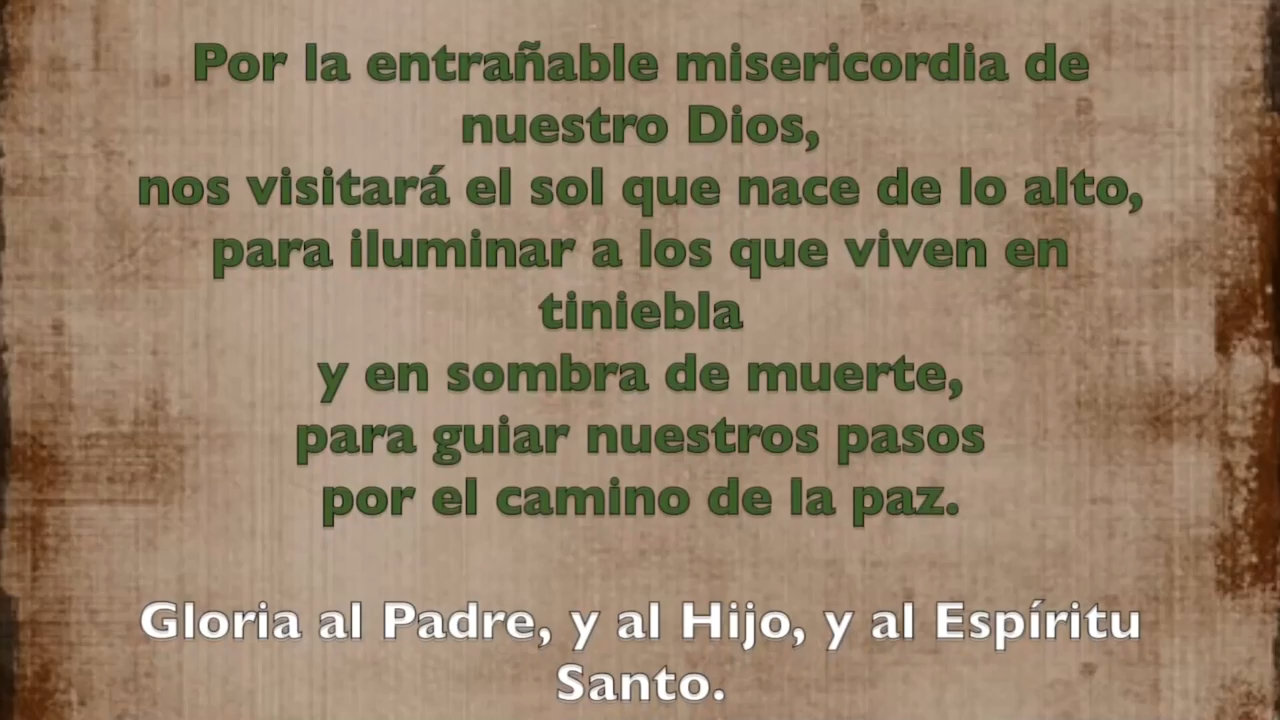 Por la entrañable misericordia de
nuestro Dios,
nos visitará el sol que nace de lo alto,
para iluminar a los que viven en
tiniebla
y en sombra de muerte,
para guiar nuestros pasos
por el camino de la paz.
Gloria al Padre, y al Hijo, y al Espíritu
Santo.